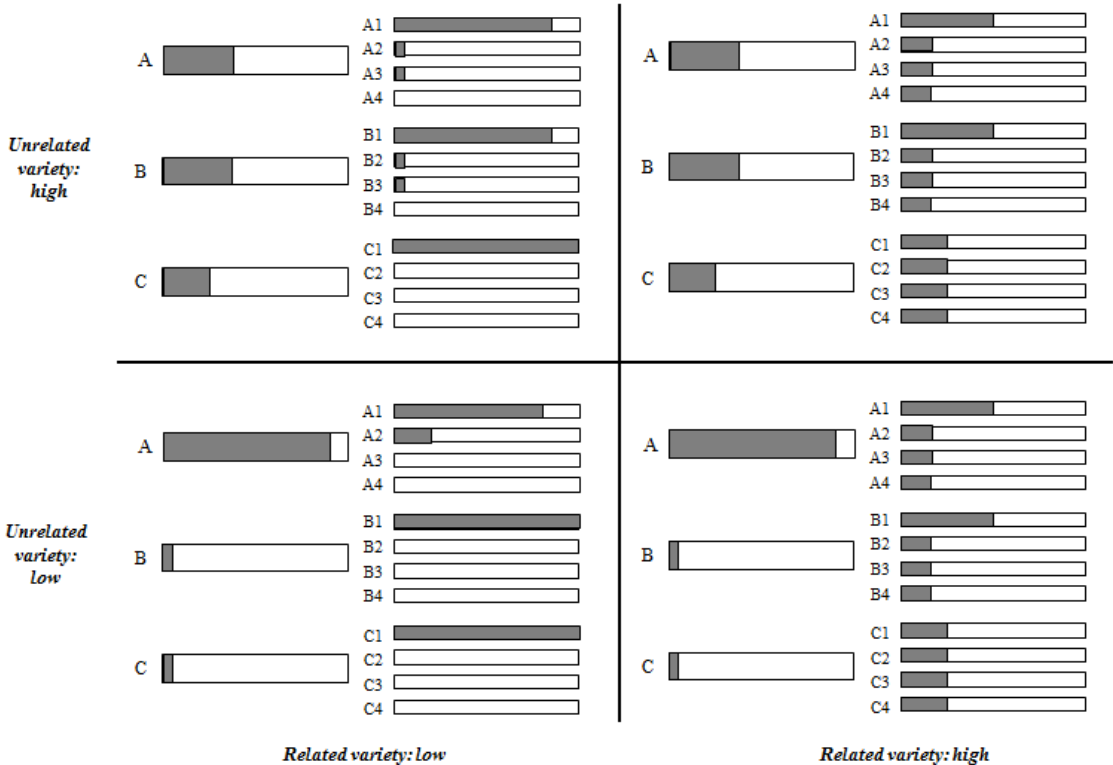 Unrelated
variety:
high
A
A1
A2
A3
A4
B
B1
B2
B3
B4
C
C1
C2
C3
C4
A
A1
A2
A3
A4
B
B1
B2
B3
B4
C
C1
C2
C3
C4
Unrelated
variety:
low
A
A1
A2
A3
A4
B
B1
B2
B3
B4
C
C1
C2
C3
C4
A
A1
A2
A3
A4
B
B1
B2
B3
B4
C
C1
C2
C3
C4
Related variety: low
Related variety: high